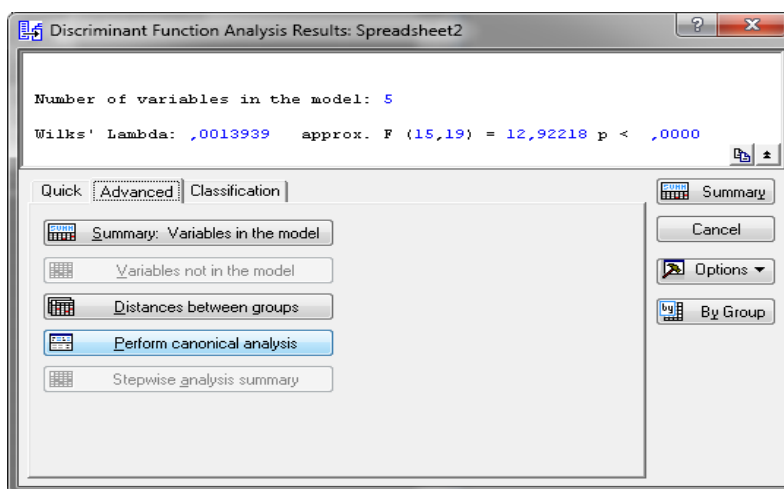 Discriminant Function Analysis Results: Spreadsheet2
?
Number of variables in the model: 5
Wilks' Lambda: ,0013939 approx. F (15,19) = 12,92218 p < ,0000
Quick Advanced Classification
Summary: Variables in the model
Variables not in the model
Distances between groups
Perform canonical analysis
Stepwise analysis summary
Summary
Cancel
Options
By Group